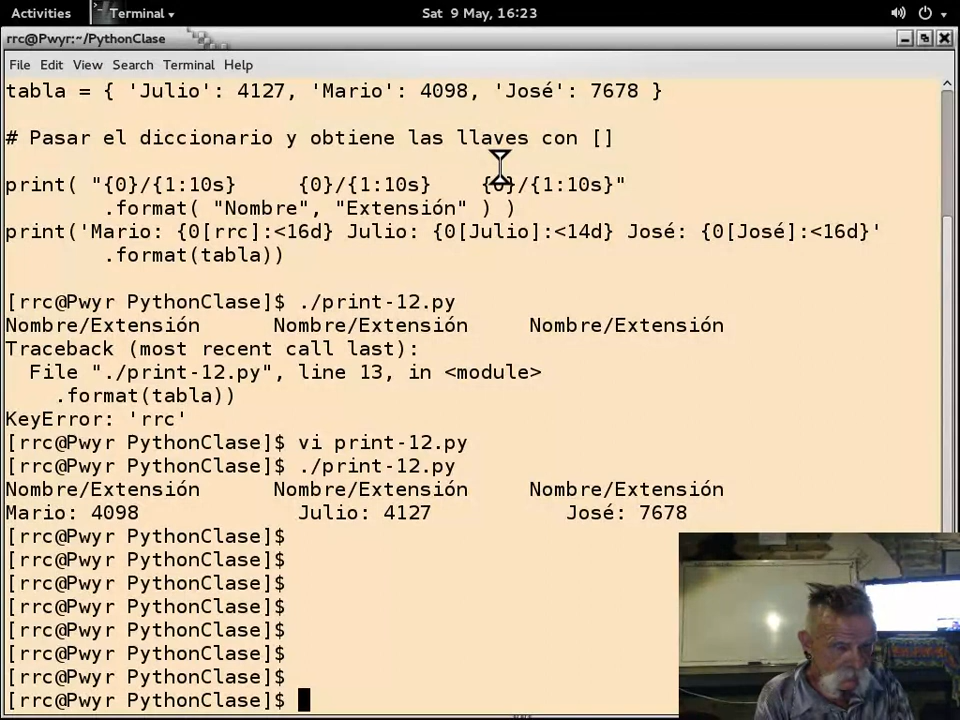 Activities
Terminal
Sat 9 May, 16:23
rrc@Pwyr:~/PythonClase
File Edit View Search Terminal Help
tabla = { 'Julio': 4127, 'Mario': 4098, 'José': 7678 }
# Pasar el diccionario y obtiene las llaves con []
print( "{0}/{1:10s} {0}/{1:10s} {0}/{1:10s}"
.format( "Nombre", "Extensión" ) )
print('Mario: {0[rrc]:<16d} Julio: {0[Julio]:<14d} José: {0[José]:<16d}'
.format(tabla))
[rrc@Pwyr PythonClase]$ ./print-12.py
Nombre/Extensión Nombre/Extensión Nombre/Extensión
Traceback (most recent call last):
File "./print-12.py", line 13, in <module>
.format(tabla))
KeyError: 'rrc'
[rrc@Pwyr PythonClase]$ vi print-12.py
[rrc@Pwyr PythonClase]$ ./print-12.py
Nombre/Extensión Nombre/Extensión Nombre/Extensión
Mario: 4098 Julio: 4127 José: 7678
[rrc@Pwyr PythonClase]$
[rrc@Pwyr PythonClase]$
[rrc@Pwyr PythonClase]$
[rrc@Pwyr PythonClase]$
[rrc@Pwyr PythonClase]$
[rrc@Pwyr PythonClase]$
[rrc@Pwyr PythonClase]$
[rrc@Pwyr PythonClase]$